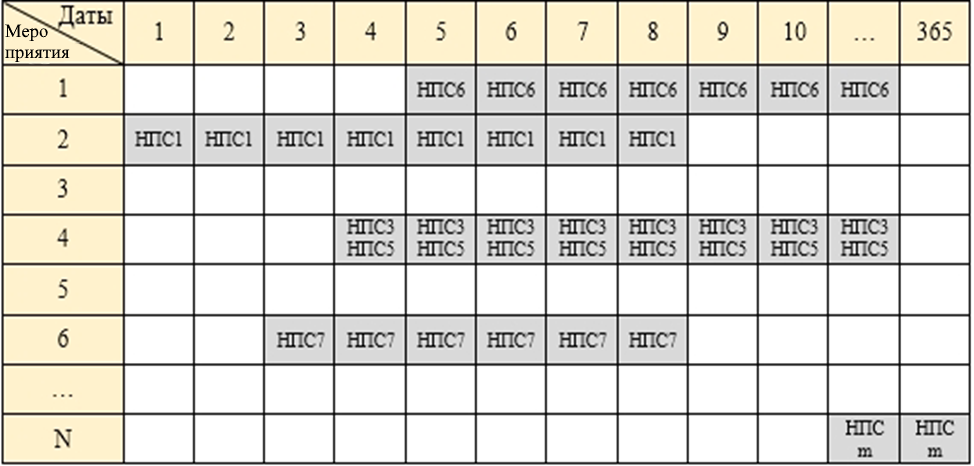 Даты
Меро
приятия
1 2 3 4 5 6 7 8 9 10 … 365
1 НПС6 НПС6 НПС6 НПС6 НПС6 НПС6 НПС6
2 НПС1 НПС1 НПС1 НПС1 НПС1 НПС1 НПС1 НПС1
3
4 НПС3 НПС3 НПС3 НПС3 НПС3 НПС3 НПС3 НПС3
НПС5 НПС5 НПС5 НПС5 НПС5 НПС5 НПС5 НПС5
5
6 НПС7 НПС7 НПС7 НПС7 НПС7 НПС7
…
N НПС НПС
m m